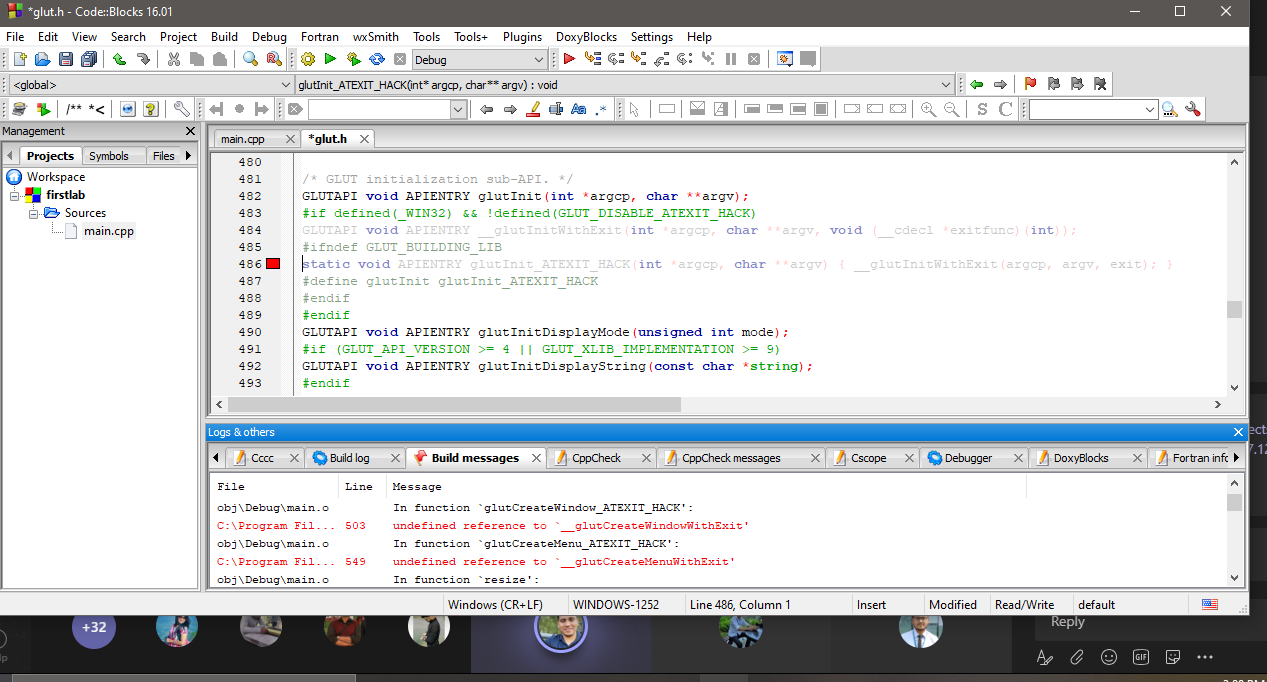 *glut.h - Code::Blocks 16.01
File Edit View Search Project Build Debug Fortran wxSmith Tools Tools+ Plugins DoxyBlocks Settings Help
Debug
<global>
glutInit_ATEXIT_HACK(int* argcp, char** argv) : void
/** *<
Aa .*
S C
Management
main.cpp *glut.h
Projects Symbols Files
Workspace
firstlab
Sources
main.cpp
480
481 /* GLUT initialization sub-API. */
482 GLUTAPI void APIENTRY glutInit(int *argcp, char **argv);
483 #if defined(_WIN32) && !defined(GLUT_DISABLE_ATEXIT_HACK)
484 GLUTAPI void APIENTRY __glutInitWithExit(int *argcp, char **argv, void (__cdecl *exitfunc)(int));
485 #ifndef GLUT_BUILDING_LIB
486 static void APIENTRY glutInit_ATEXIT_HACK(int *argcp, char **argv) { __glutInitWithExit(argcp, argv, exit); }
487 #define glutInit glutInit_ATEXIT_HACK
488 #endif
489 #endif
490 GLUTAPI void APIENTRY glutInitDisplayMode(unsigned int mode);
491 #if (GLUT_API_VERSION >= 4 || GLUT_XLIB_IMPLEMENTATION >= 9)
492 GLUTAPI void APIENTRY glutInitDisplayString(const char *string);
493 #endif
Logs & others
Cccc Build log Build messages CppCheck CppCheck messages Cscope Debugger DoxyBlocks Fortran info
File Line Message
obj\Debug\main.o In function `glutCreateWindow_ATEXIT_HACK':
C:\Program Fil... 503 undefined reference to `__glutCreateWindowWithExit'
obj\Debug\main.o In function `glutCreateMenu_ATEXIT_HACK':
C:\Program Fil... 549 undefined reference to `__glutCreateMenuWithExit'
obj\Debug\main.o In function `resize':
Windows (CR+LF) WINDOWS-1252 Line 486, Column 1 Insert Modified Read/Write default
+32
Reply
GIF